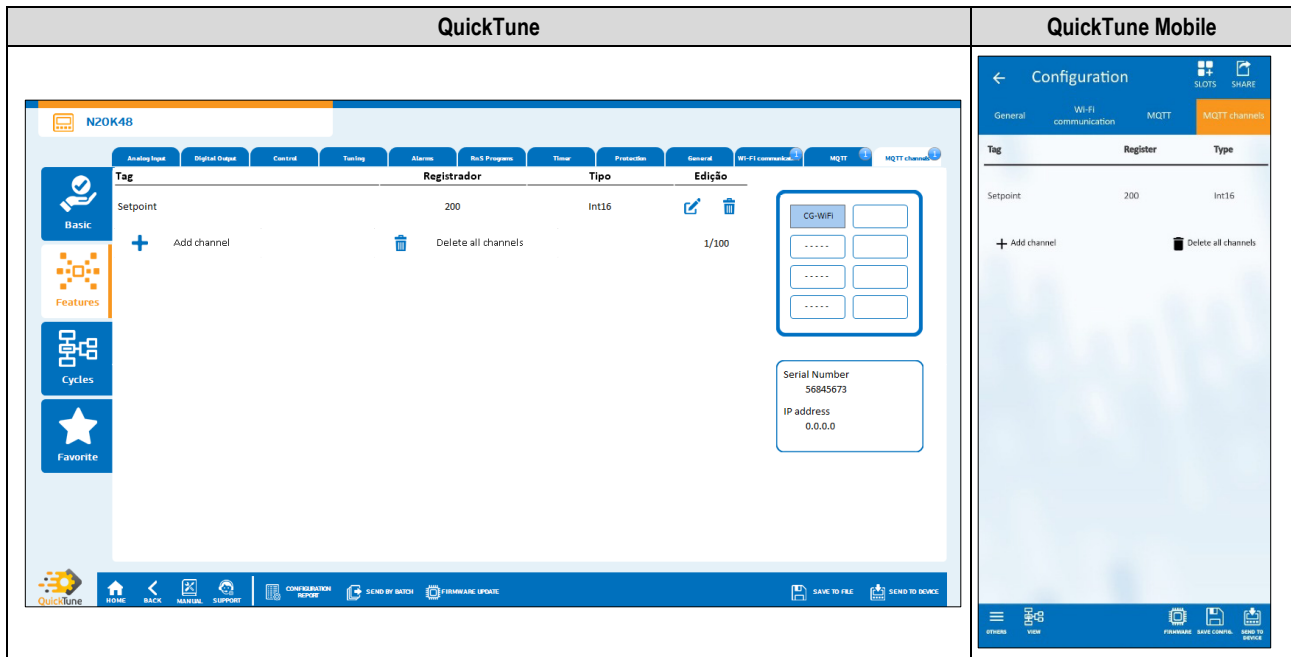 QuickTune
QuickTune Mobile
N20K48
Analog Input Digital Output Control Tuning Alarms RnS Programs Timer Protection General Wi-Fi communicat 1 MQTT 1 MQTT channels 1
Basic
Features
Cycles
Favorite
Tag Registrador Tipo Edição
Setpoint 200 Int16
Add channel Delete all channels 1/100
CG-WiFi
- - - - -
- - - - -
- - - - -
Serial Number
56845673
IP address
0.0.0.0
QuickTune
HOME BACK MANUAL SUPPORT CONFIGURATION REPORT SEND BY BATCH FIRMWARE UPDATE SAVE TO FILE SEND TO DEVICE
Configuration SLOTS SHARE
General Wi-Fi communication MQTT MQTT channels
Tag Register Type
Setpoint 200 Int16
Add channel Delete all channels
OTHERS VIEW FIRMWARE SAVE CONFIG. SEND TO DEVICE